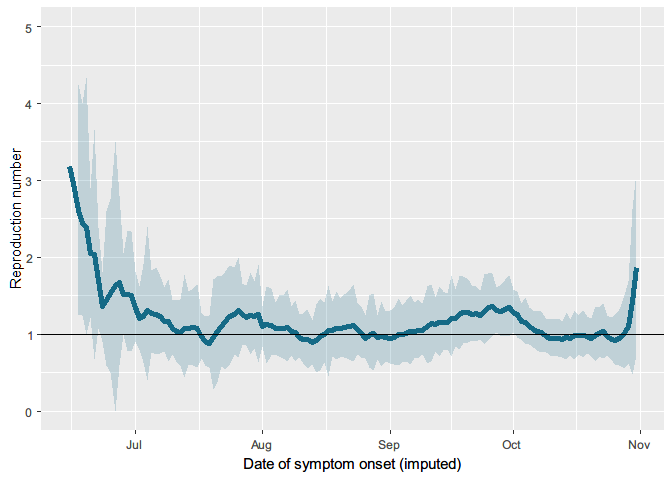 5
4
3
2
1
0
Reproduction number
Jul
Aug
Sep
Oct
Nov
Date of symptom onset (imputed)